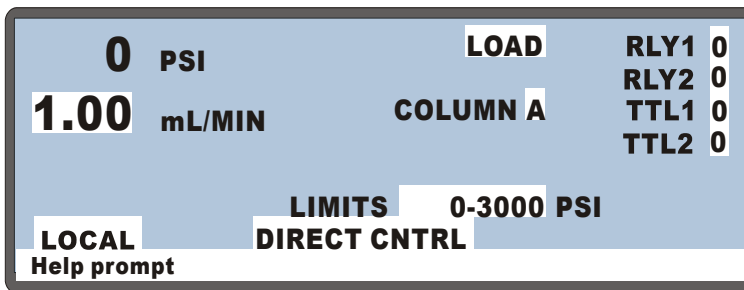 0 PSI LOAD RLY1 0
RLY2 0
1.00 mL/MIN COLUMN A TTL1 0
TTL2 0
LIMITS 0-3000 PSI
LOCAL DIRECT CNTRL
Help prompt